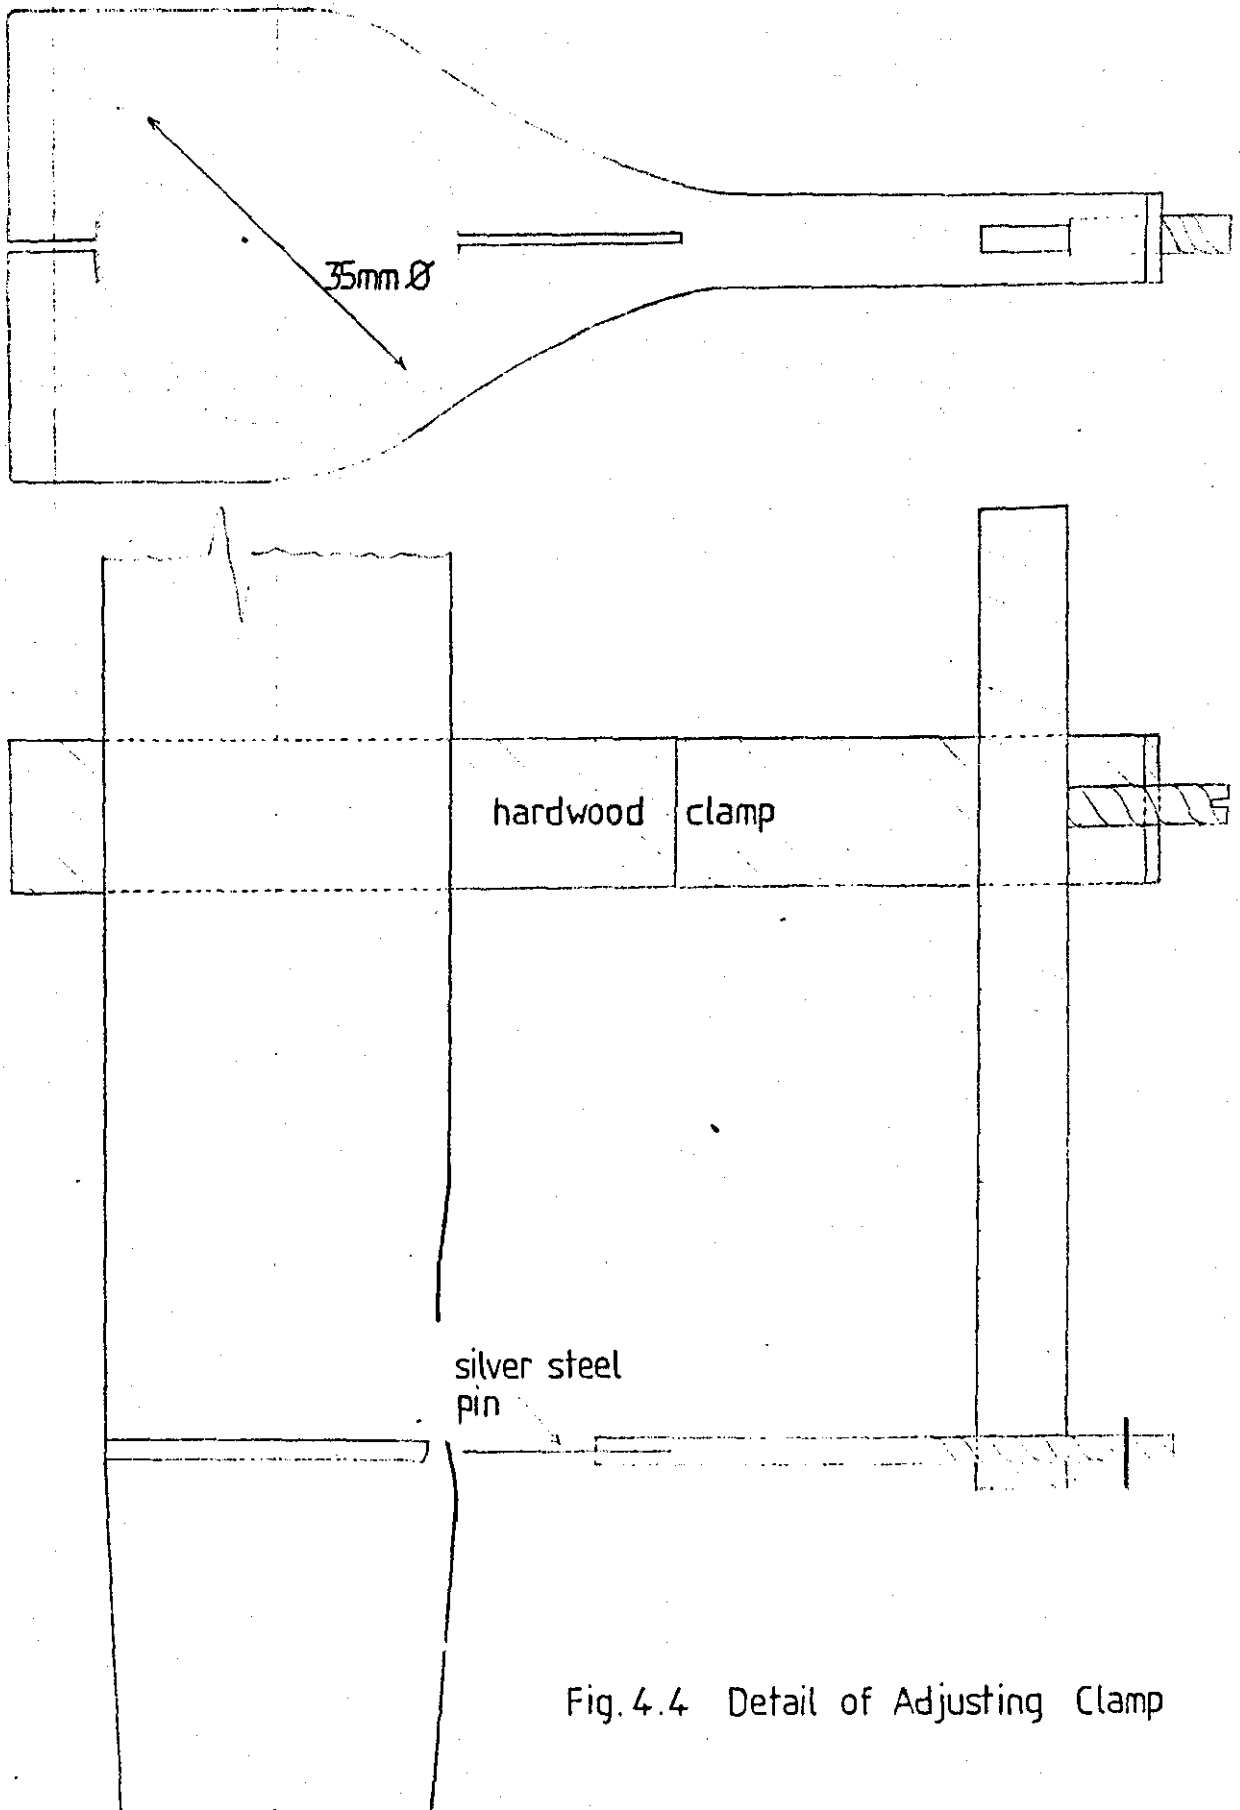 35mm Ø
hardwood clamp
silver steel
pin
Fig. 4.4 Detail of Adjusting Clamp